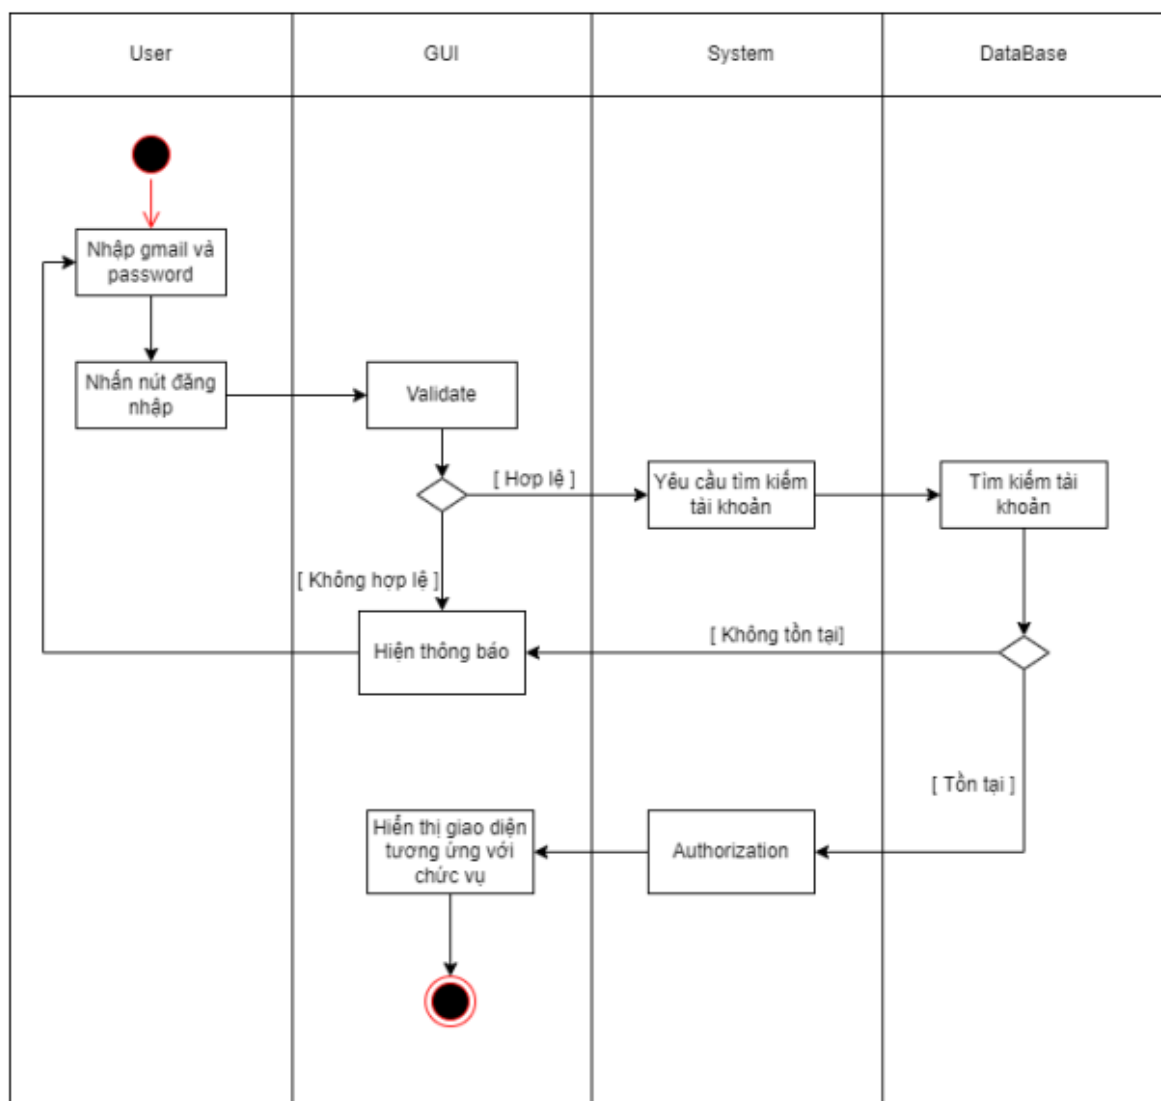 User
GUI
System
DataBase
Nhập gmail và
password
Nhấn nút đăng
nhập
Validate
[ Hợp lệ ]
Yêu cầu tìm kiếm
tài khoản
Tìm kiếm tài
khoản
[ Không hợp lệ ]
Hiện thông báo
[ Không tồn tại]
[ Tồn tại ]
Hiển thị giao diện
tương ứng với
chức vụ
Authorization